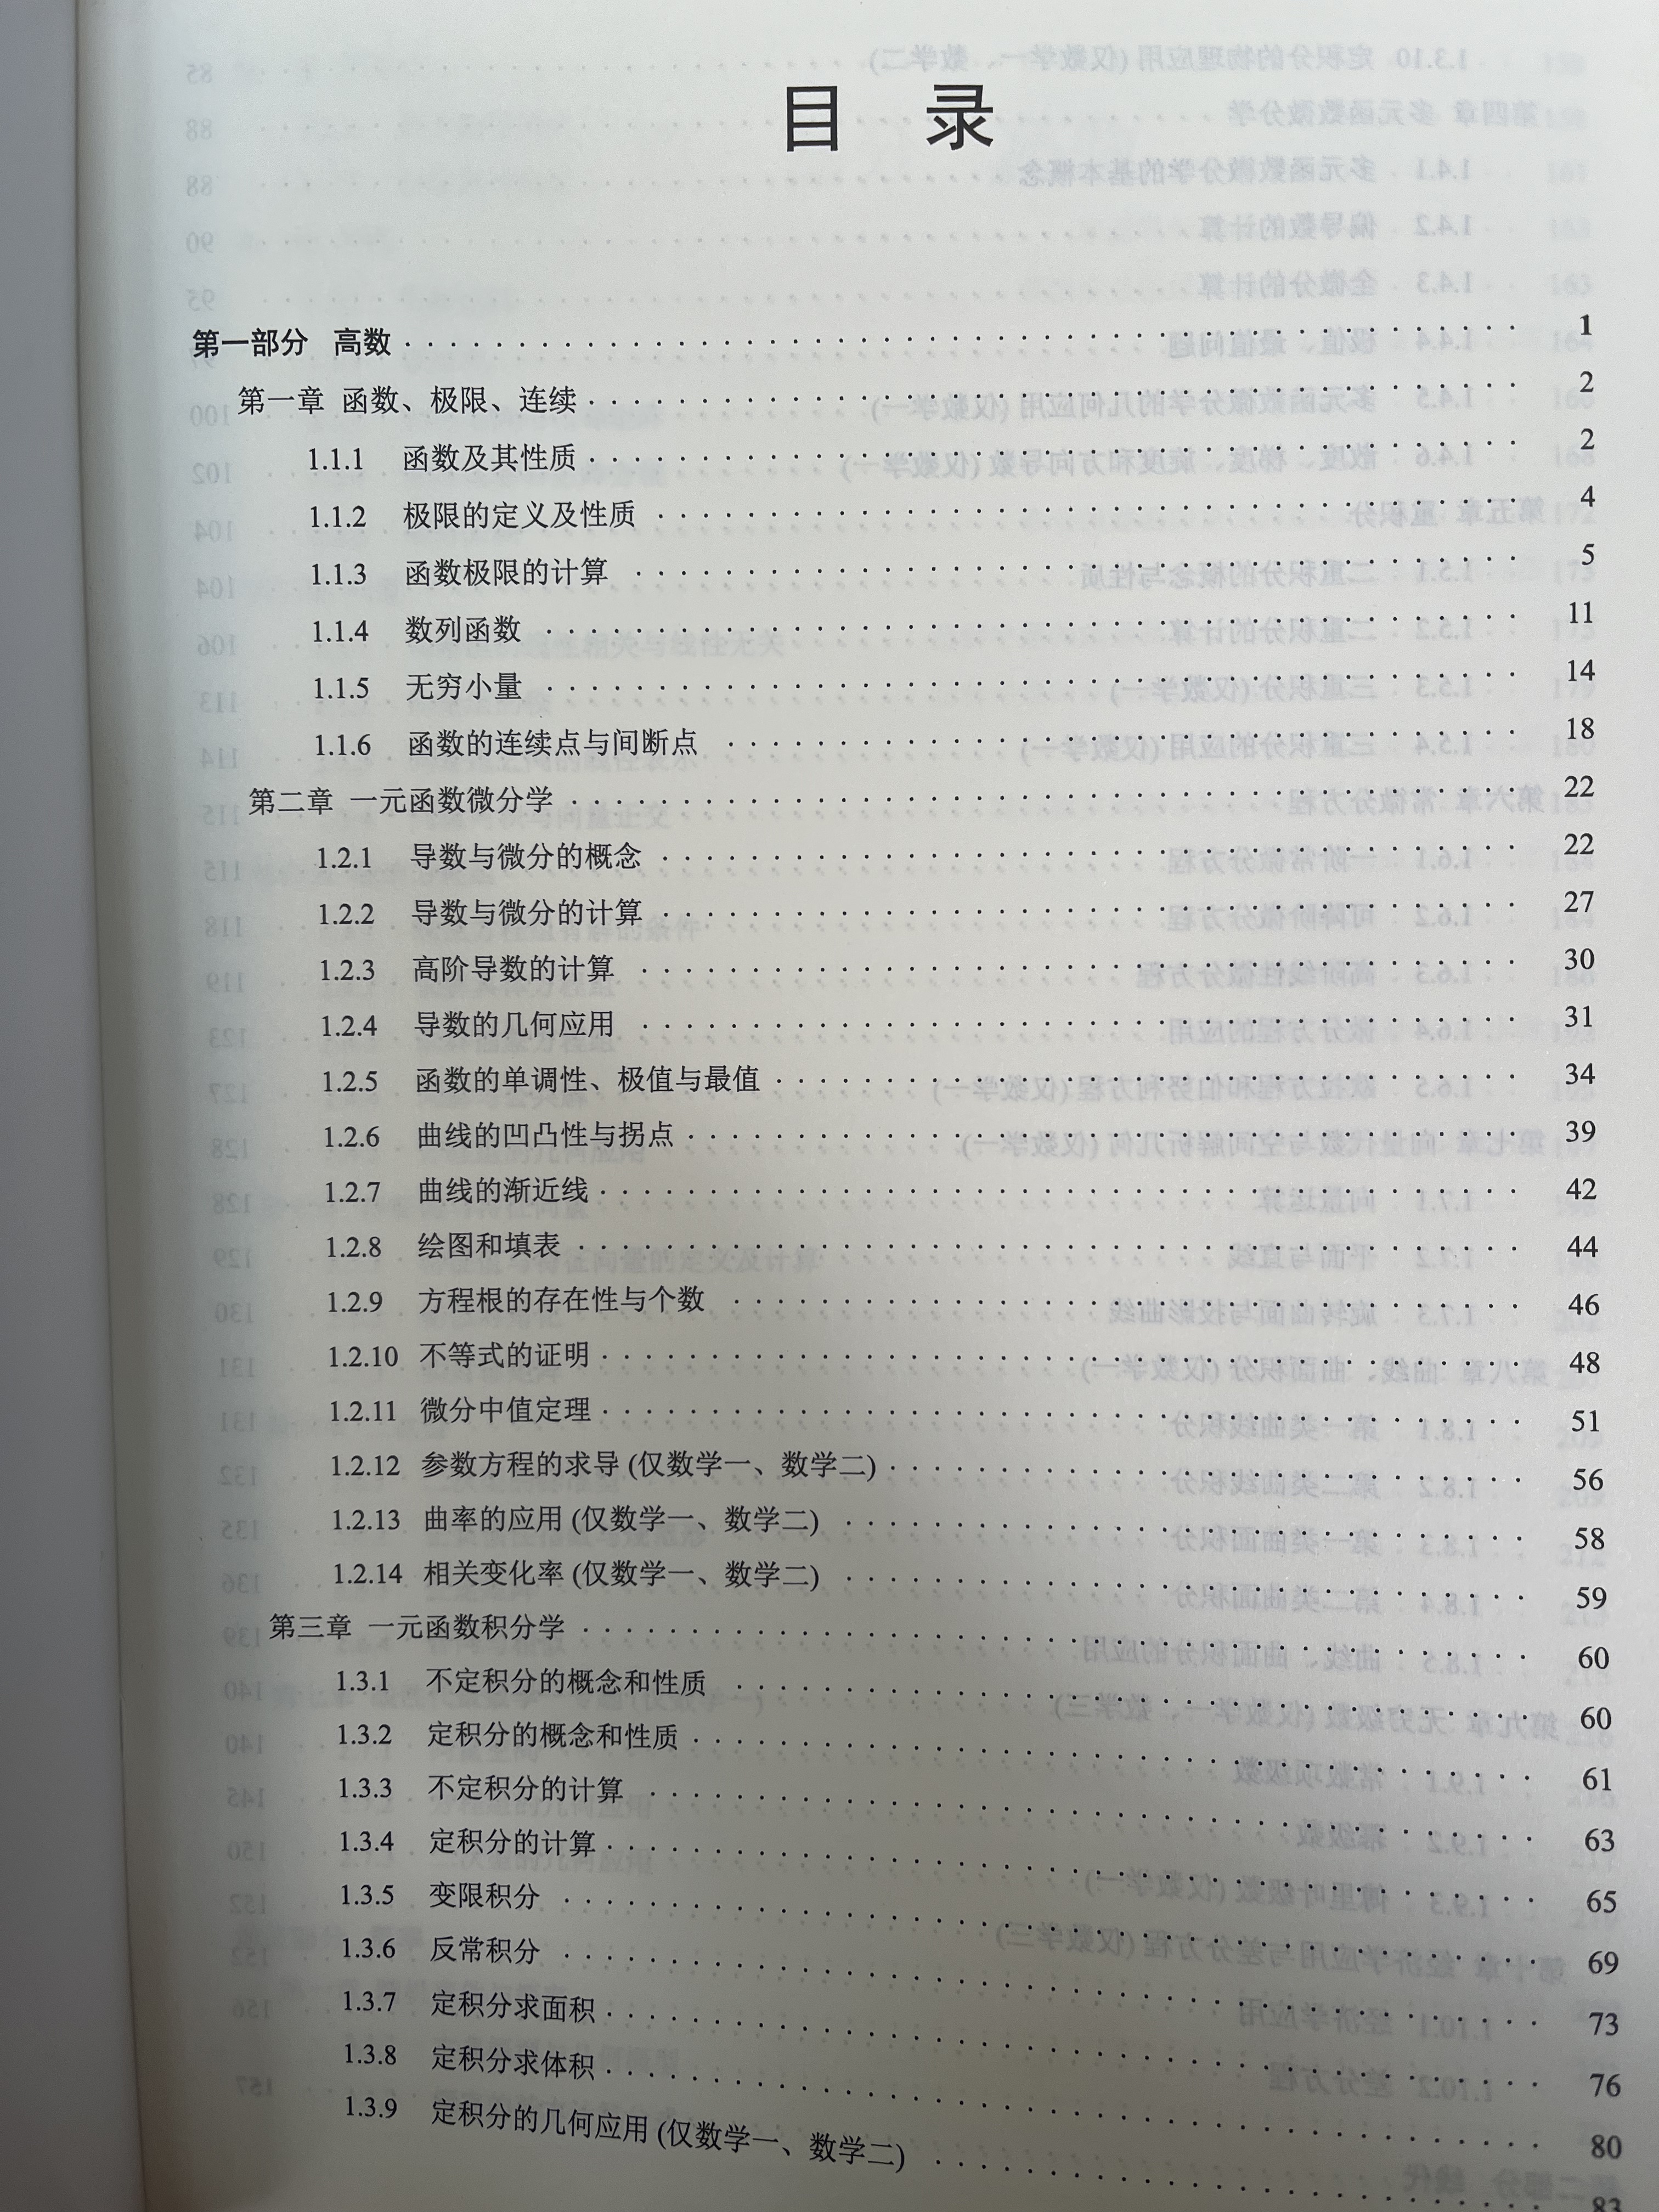 目 录
第一部分 高数 1
第一章 函数、极限、连续 2
1.1.1 函数及其性质 2
1.1.2 极限的定义及性质 4
1.1.3 函数极限的计算 5
1.1.4 数列函数 11
1.1.5 无穷小量 14
1.1.6 函数的连续点与间断点 18
第二章 一元函数微分学 22
1.2.1 导数与微分的概念 22
1.2.2 导数与微分的计算 27
1.2.3 高阶导数的计算 30
1.2.4 导数的几何应用 31
1.2.5 函数的单调性、极值与最值 34
1.2.6 曲线的凹凸性与拐点 39
1.2.7 曲线的渐近线 42
1.2.8 绘图和填表 44
1.2.9 方程根的存在性与个数 46
1.2.10 不等式的证明 48
1.2.11 微分中值定理 51
1.2.12 参数方程的求导 (仅数学一、数学二) 56
1.2.13 曲率的应用 (仅数学一、数学二) 58
1.2.14 相关变化率 (仅数学一、数学二) 59
第三章 一元函数积分学 60
1.3.1 不定积分的概念和性质 60
1.3.2 定积分的概念和性质 61
1.3.3 不定积分的计算 63
1.3.4 定积分的计算 65
1.3.5 变限积分 69
1.3.6 反常积分 73
1.3.7 定积分求面积 76
1.3.8 定积分求体积 80
1.3.9 定积分的几何应用 (仅数学一、数学二) 83